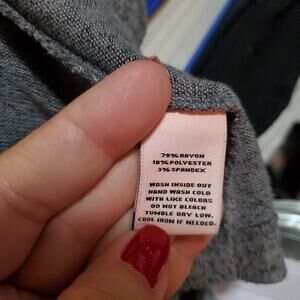 79% RAYON
18% POLYESTER
3% SPANDEX
WASH INSIDE OUT
HAND WASH COLD
WITH LIKE COLORS
DO NOT BLEACH
TUMBLE DRY LOW.
COOL IRON IF NEEDED.